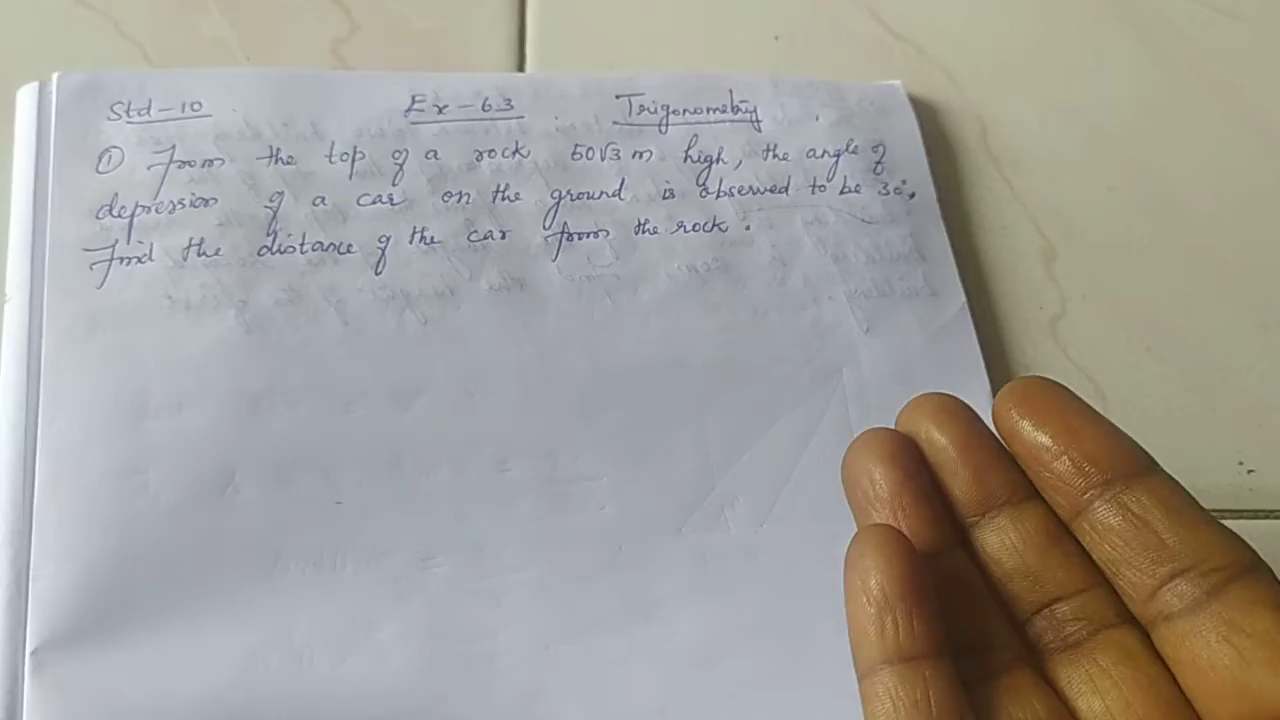 Std-10 Ex-6.3 Trigonometry
① From the top of a rock 50√3 m high, the angle of
depression of a car on the ground is observed to be 30°.
Find the distance of the car from the rock.